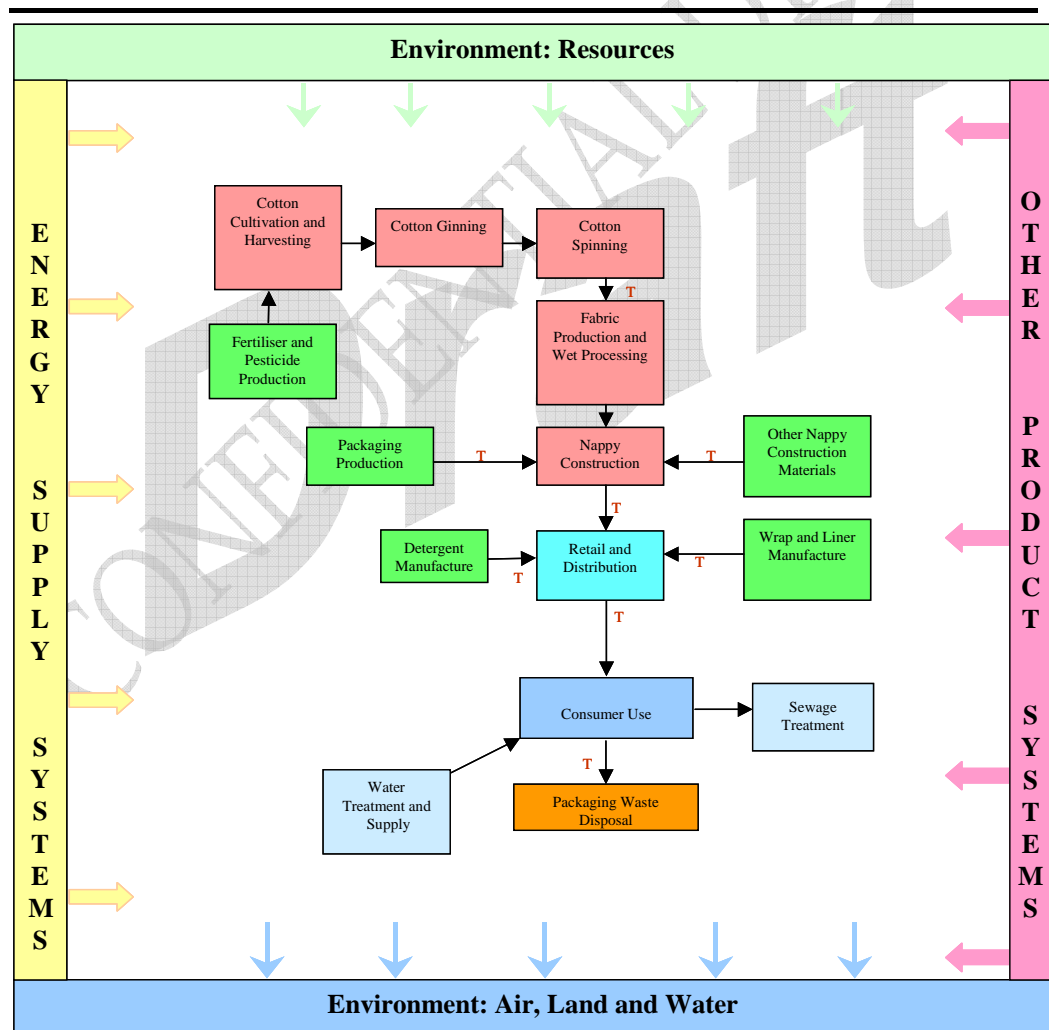 Environment: Resources
ENERGY SUPPLY SYSTEMS
OTHER PRODUCT SYSTEMS
Cotton
Cultivation and
Harvesting
Cotton Ginning
Cotton
Spinning
T
Fertiliser and
Pesticide
Production
Fabric
Production and
Wet Processing
Packaging
Production
T
Nappy
Construction
T
Other Nappy
Construction
Materials
T
Detergent
Manufacture
T
Retail and
Distribution
T
Wrap and Liner
Manufacture
T
Consumer Use
Sewage
Treatment
T
Water
Treatment and
Supply
Packaging Waste
Disposal
Environment: Air, Land and Water
CONFIDENTIAL
Draft